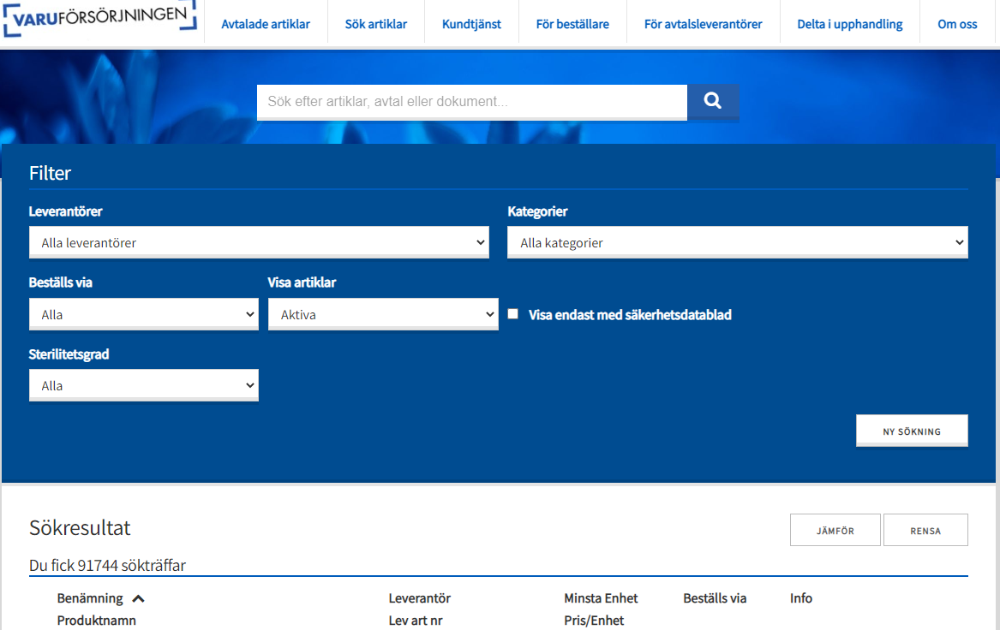 VARUFÖRSÖRJNINGEN
Avtalade artiklar
Sök artiklar
Kundtjänst
För beställare
För avtalsleverantörer
Delta i upphandling
Om oss
Sök efter artiklar, avtal eller dokument...
Filter
Leverantörer
Kategorier
Alla leverantörer
Alla kategorier
Beställs via
Visa artiklar
Alla
Aktiva
Visa endast med säkerhetsdatablad
Sterilitetsgrad
Alla
NY SÖKNING
Sökresultat
JÄMFÖR
RENSA
Du fick 91744 sökträffar
Benämning
Leverantör
Minsta Enhet
Beställs via
Info
Produktnamn
Lev art nr
Pris/Enhet